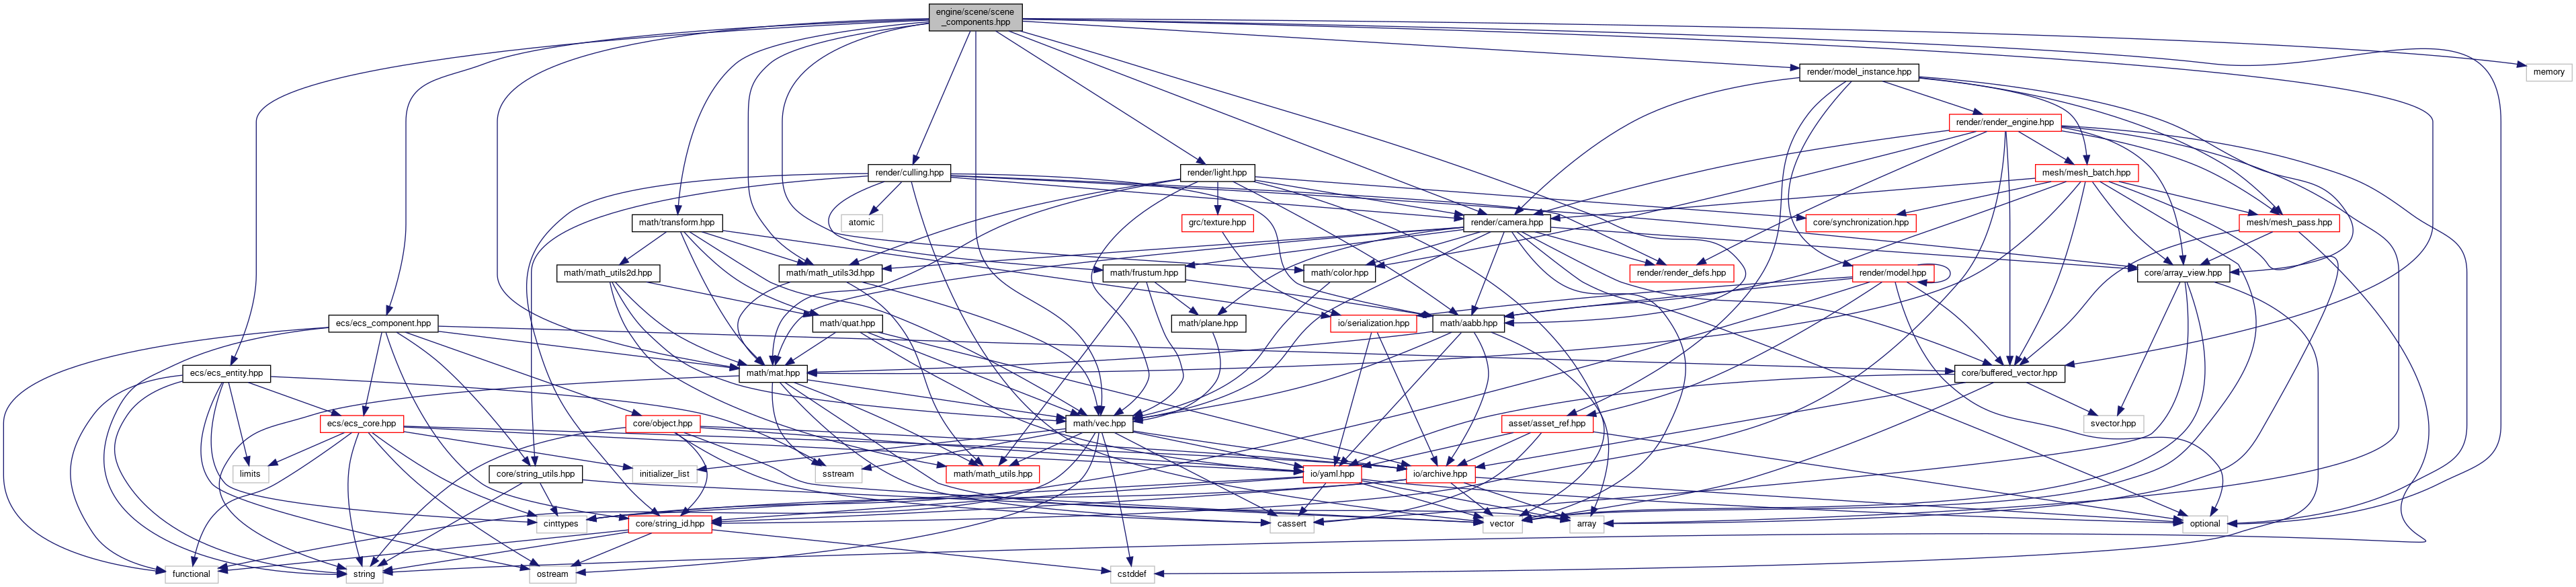 engine/scene/scene
_components.hpp
render/model_instance.hpp
memory
render/render_engine.hpp
render/culling.hpp
render/light.hpp
mesh/mesh_batch.hpp
math/transform.hpp
atomic
grc/texture.hpp
render/camera.hpp
core/synchronization.hpp
mesh/mesh_pass.hpp
math/math_utils2d.hpp
math/math_utils3d.hpp
math/frustum.hpp
math/color.hpp
render/render_defs.hpp
render/model.hpp
core/array_view.hpp
ecs/ecs_component.hpp
math/quat.hpp
math/plane.hpp
io/serialization.hpp
math/aabb.hpp
ecs/ecs_entity.hpp
math/mat.hpp
core/buffered_vector.hpp
ecs/ecs_core.hpp
core/object.hpp
math/vec.hpp
asset/asset_ref.hpp
svector.hpp
limits
core/string_utils.hpp
initializer_list
sstream
math/math_utils.hpp
io/yaml.hpp
io/archive.hpp
cinttypes
core/string_id.hpp
cassert
vector
array
optional
functional
string
ostream
cstddef